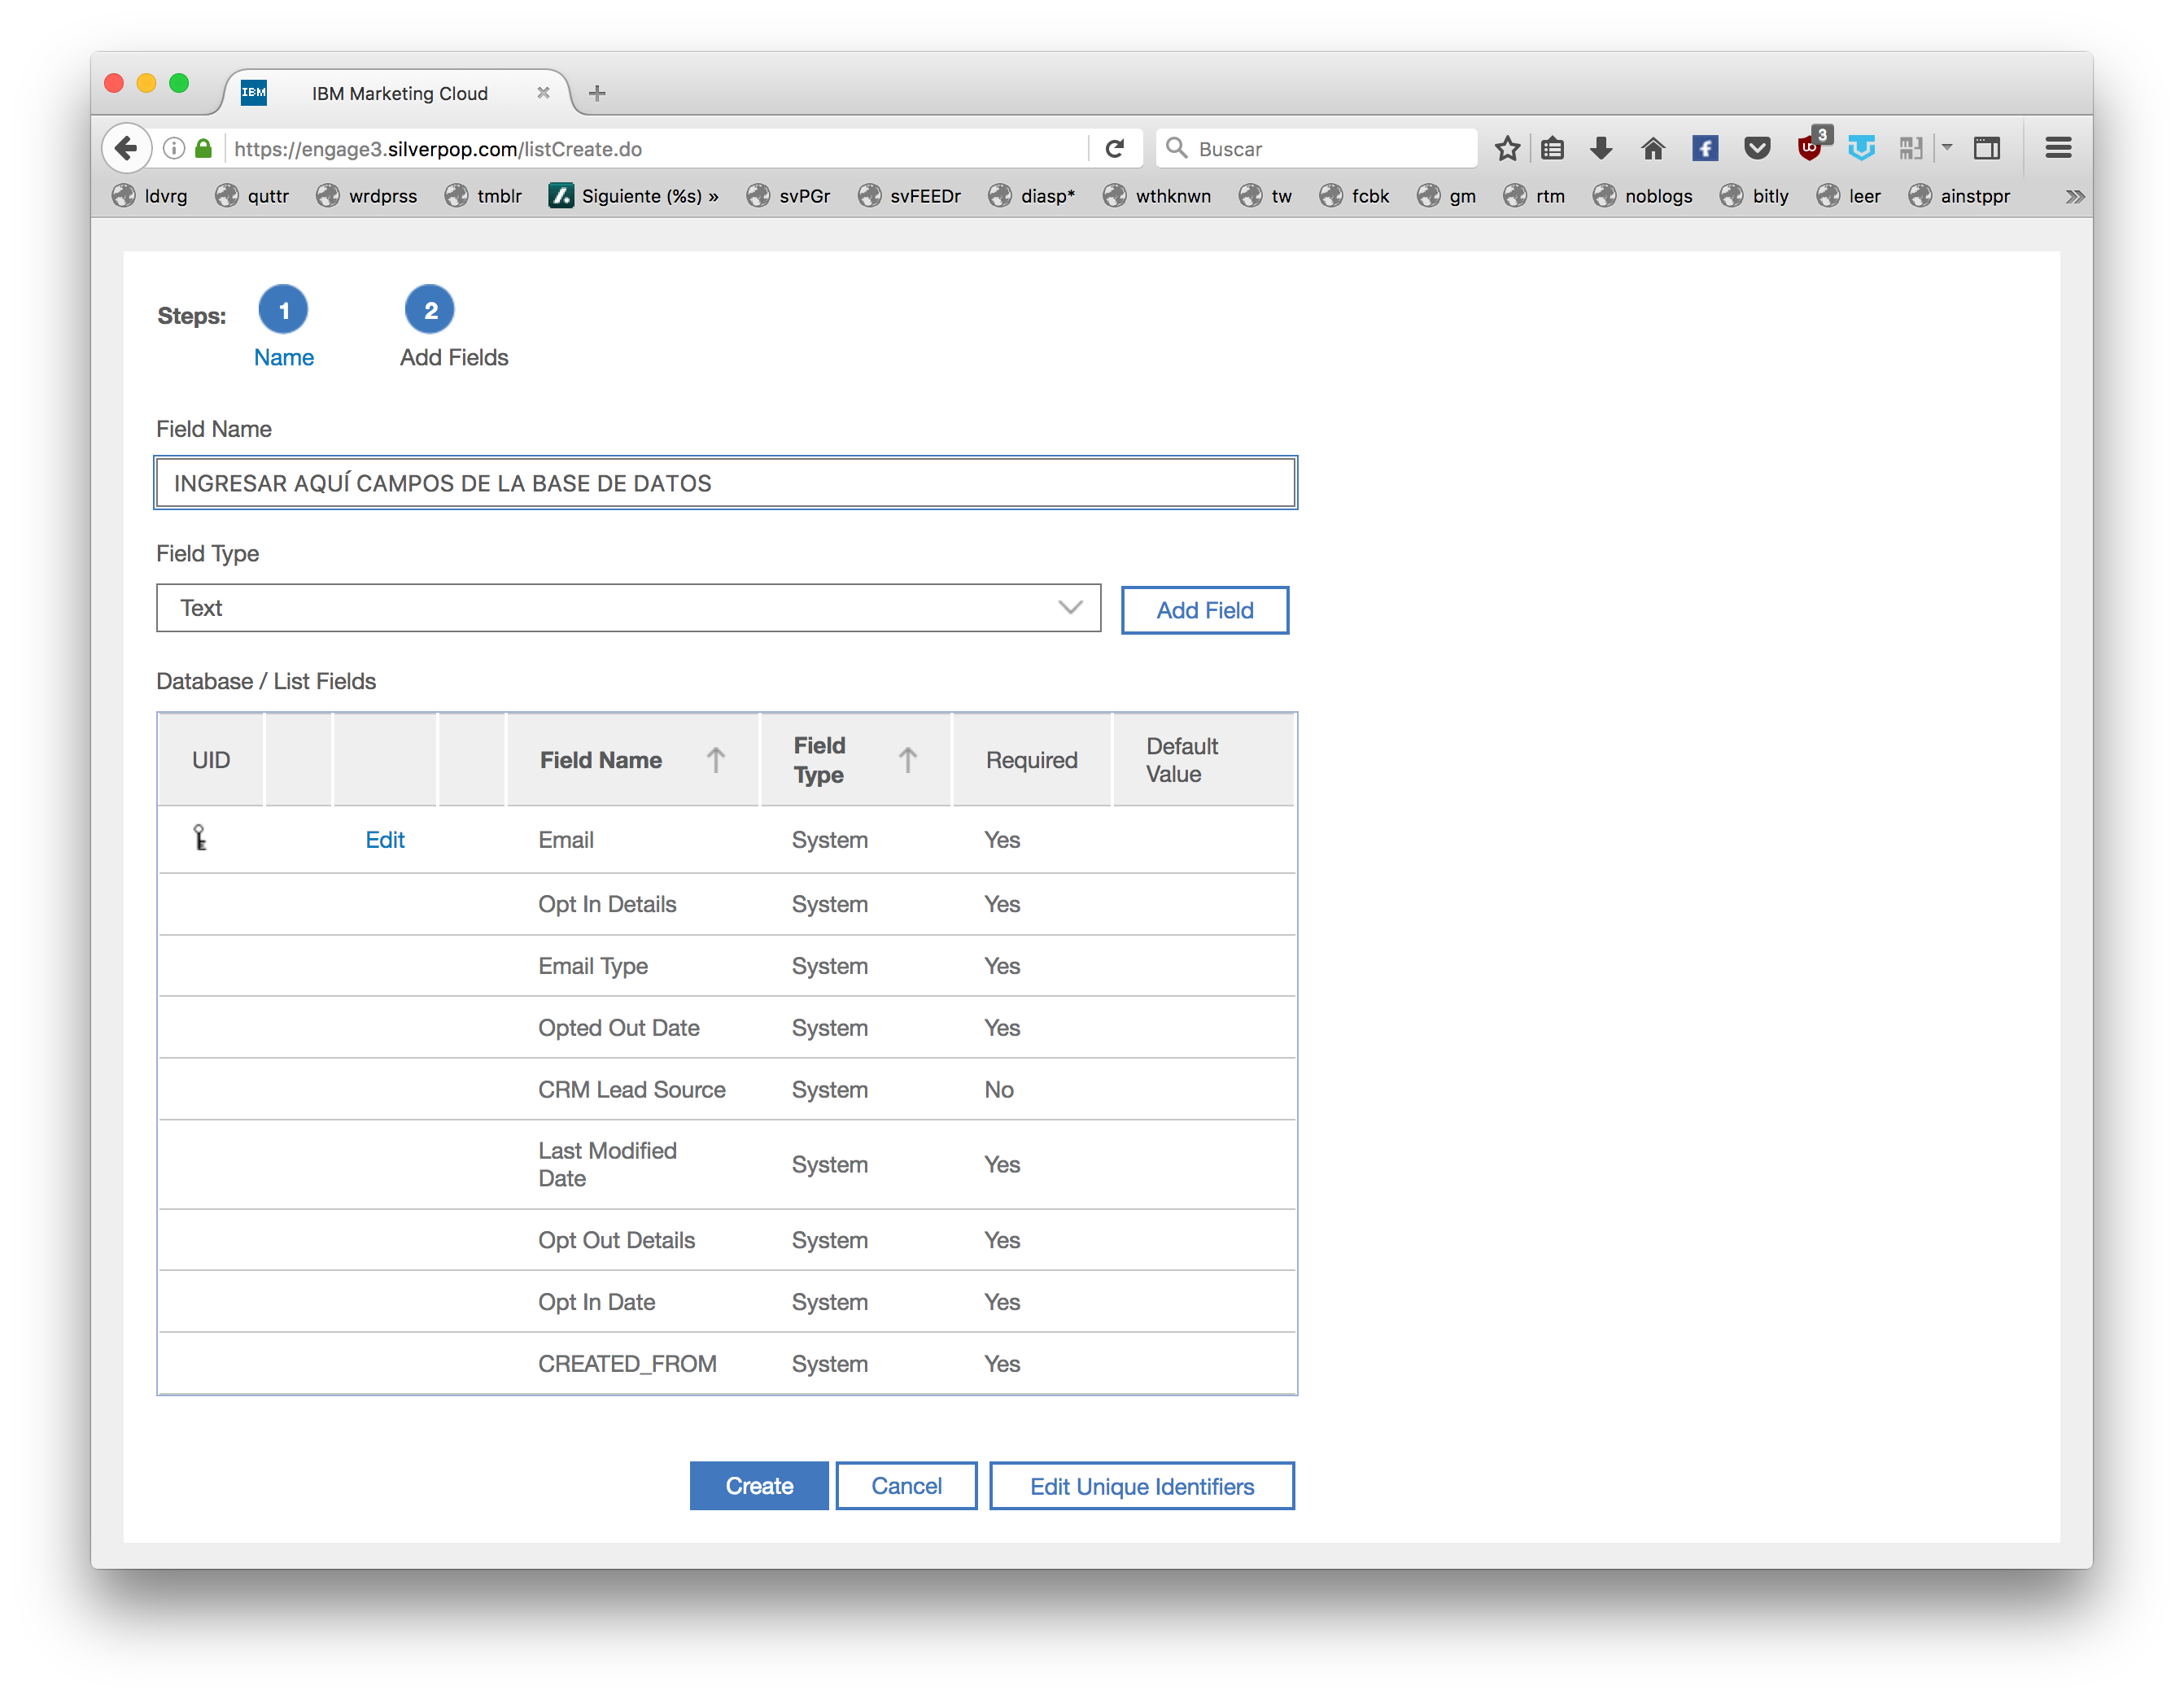 IBM
IBM Marketing Cloud
https://engage3.silverpop.com/listCreate.do
Buscar
3
ldvrg quttr wrdprss tmblr Siguiente (%s) » svPGr svFEEDr diasp* wthknwn tw fcbk gm rtm noblogs bitly leer ainstppr
Steps: 1 2
Name Add Fields
Field Name
INGRESAR AQUÍ CAMPOS DE LA BASE DE DATOS
Field Type
Text
Add Field
Database / List Fields
UID Field Name Field Type Required Default Value
Edit Email System Yes
Opt In Details System Yes
Email Type System Yes
Opted Out Date System Yes
CRM Lead Source System No
Last Modified Date System Yes
Opt Out Details System Yes
Opt In Date System Yes
CREATED_FROM System Yes
Create Cancel Edit Unique Identifiers